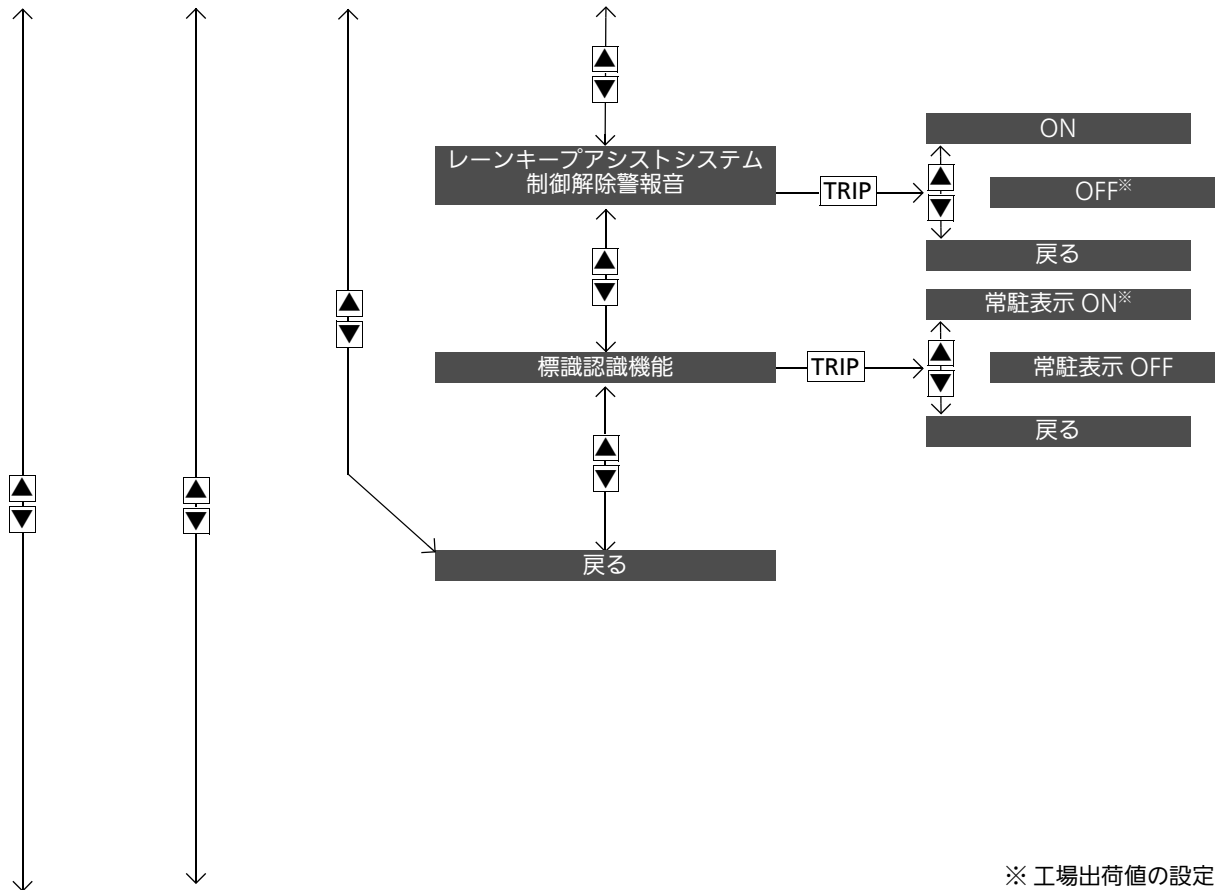 ▲
▼
ON
レーンキープアシストシステム
制御解除警報音
TRIP
▲
▼
OFF※
戻る
▲
▼
常駐表示 ON※
▲
▼
標識認識機能
TRIP
▲
▼
常駐表示 OFF
戻る
▲
▼
▲
▼
▲
▼
戻る
※ 工場出荷値の設定